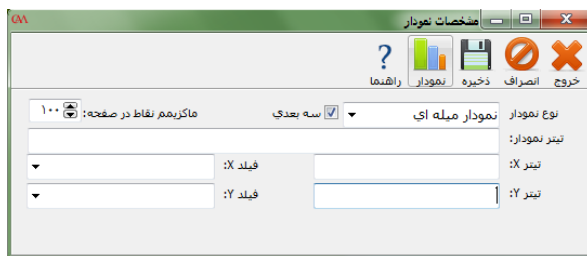 مشخصات نمودار
خروج انصراف ذخیره نمودار راهنما
نوع نمودار نمودار میله ای سه بعدی ماکزیمم نقاط در صفحه: ۱۰۰
تیتر نمودار:
تیتر X: فیلد X:
تیتر Y: فیلد Y: